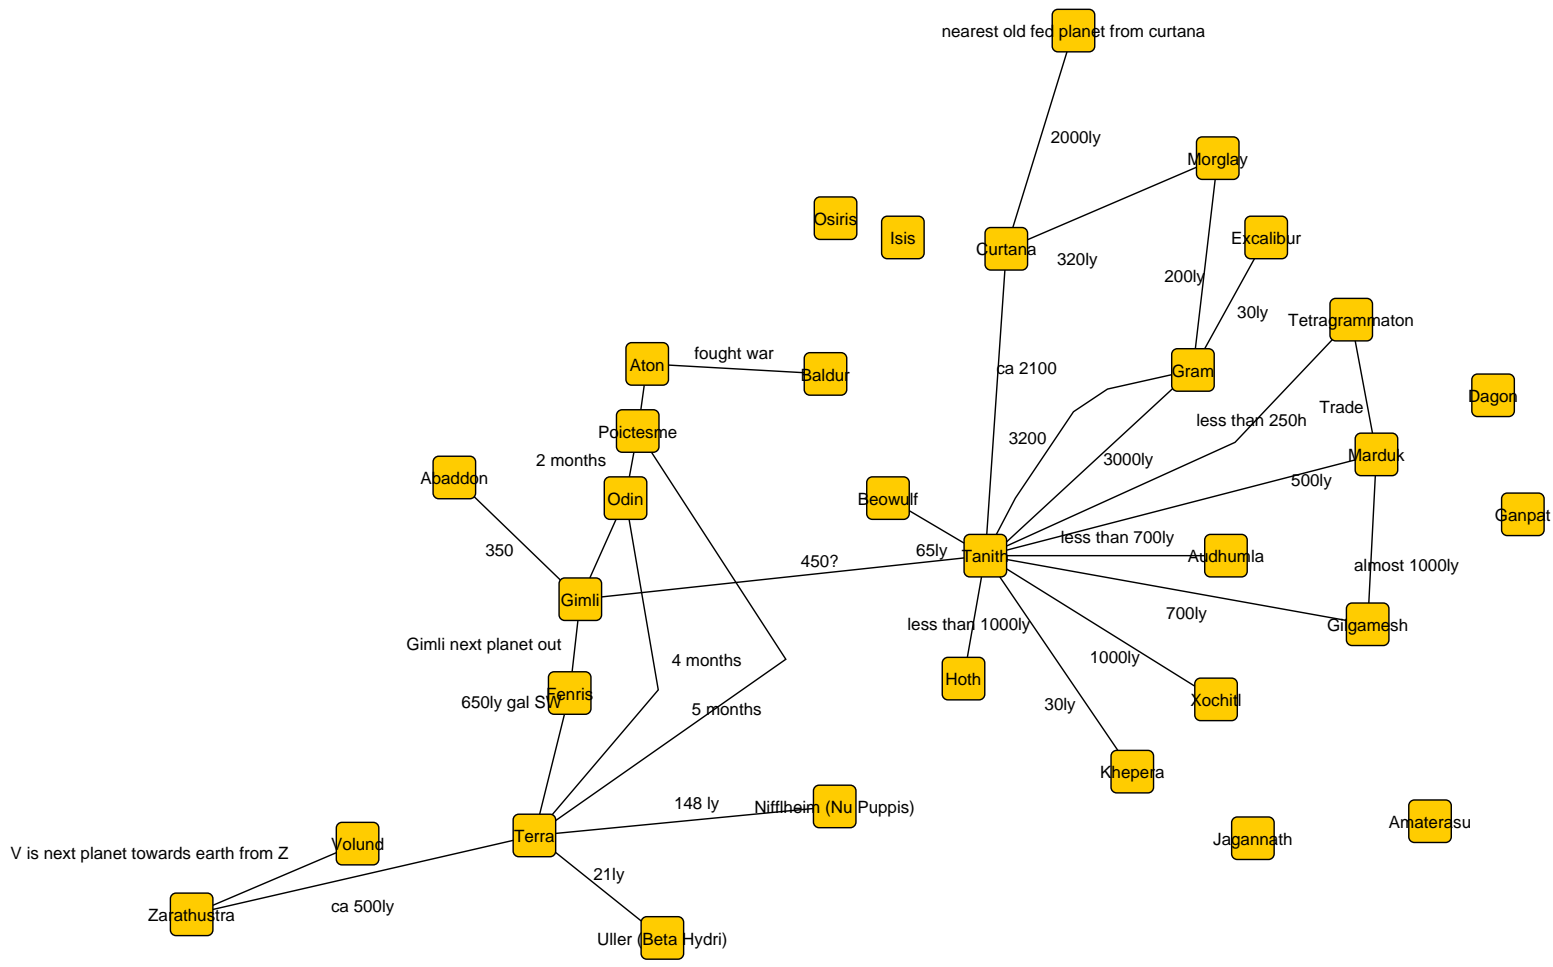 nearest old fed planet from curtana
2000ly
Morglay
Osiris
Isis
Curtana
Excalibur
320ly
200ly
30ly
Tetragrammaton
fought war
Aton
Baldur
ca 2100
Gram
Dagon
Trade
less than 250h
Poictesme
3200
3000ly
Marduk
2 months
Abaddon
500ly
Odin
Beowulf
Ganpat
less than 700ly
350
65ly
Tanith
Audhumla
450?
almost 1000ly
Gimli
700ly
Gilgamesh
less than 1000ly
Gimli next planet out
1000ly
4 months
Hoth
Fenris
650ly gal SW
Xochitl
30ly
5 months
Khepera
148 ly
Nifflheim (Nu Puppis)
Amaterasu
Terra
Jagannath
Volund
V is next planet towards earth from Z
21ly
ca 500ly
Zarathustra
Uller (Beta Hydri)